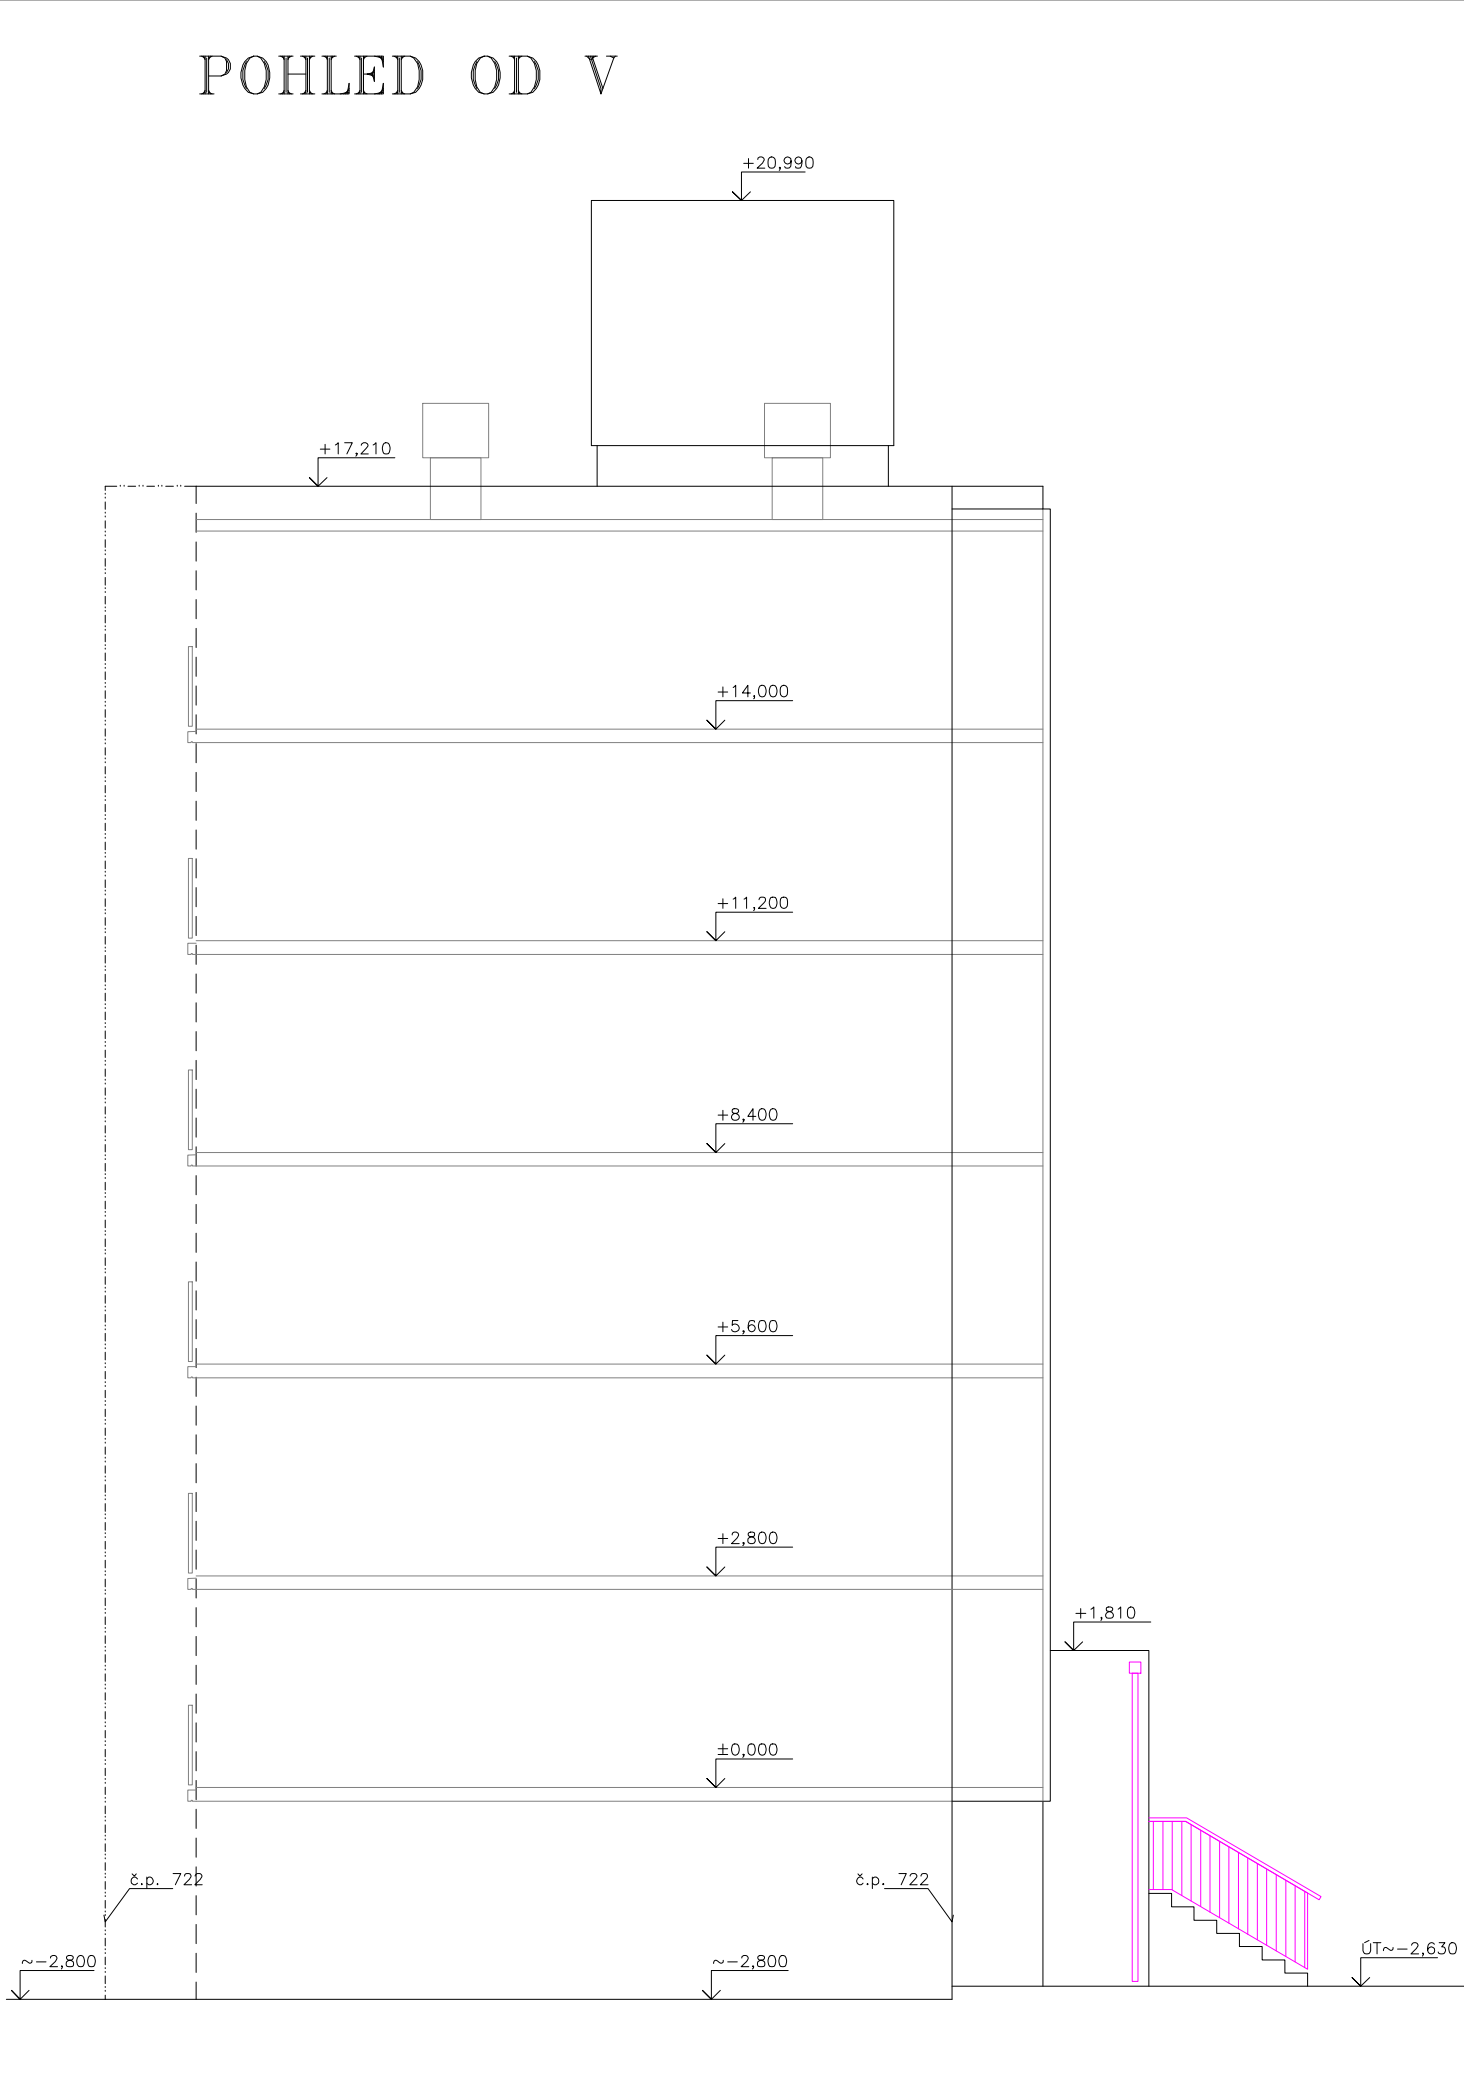 POHLED OD V
+20,990
+17,210
+14,000
+11,200
+8,400
+5,600
+2,800
+1,810
±0,000
č.p. 722
č.p. 722
~-2,800
~-2,800
ÚT~-2,630